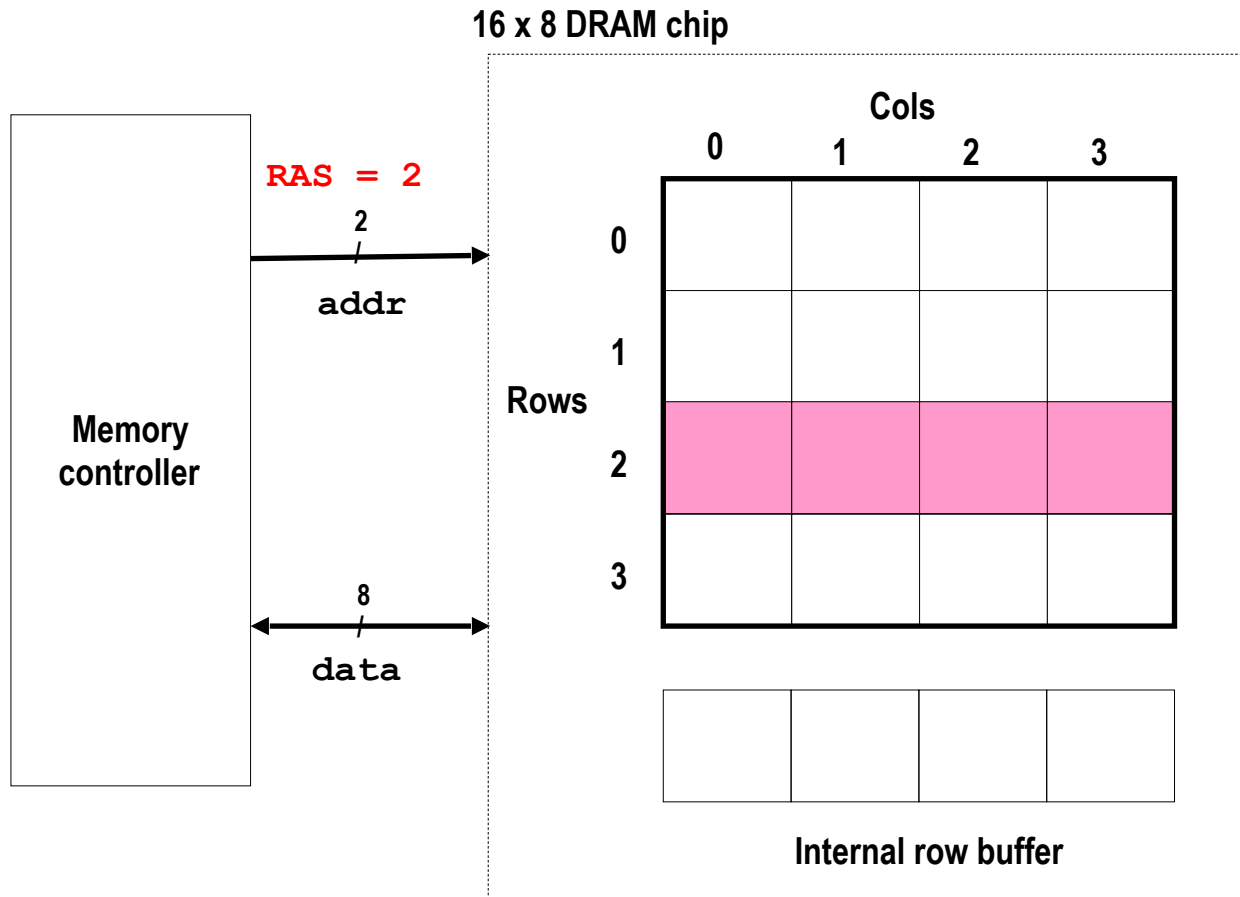 16 x 8 DRAM chip
Cols
0 1 2 3
RAS = 2
2
addr
0
1
Rows
2
3
Memory
controller
8
data
Internal row buffer